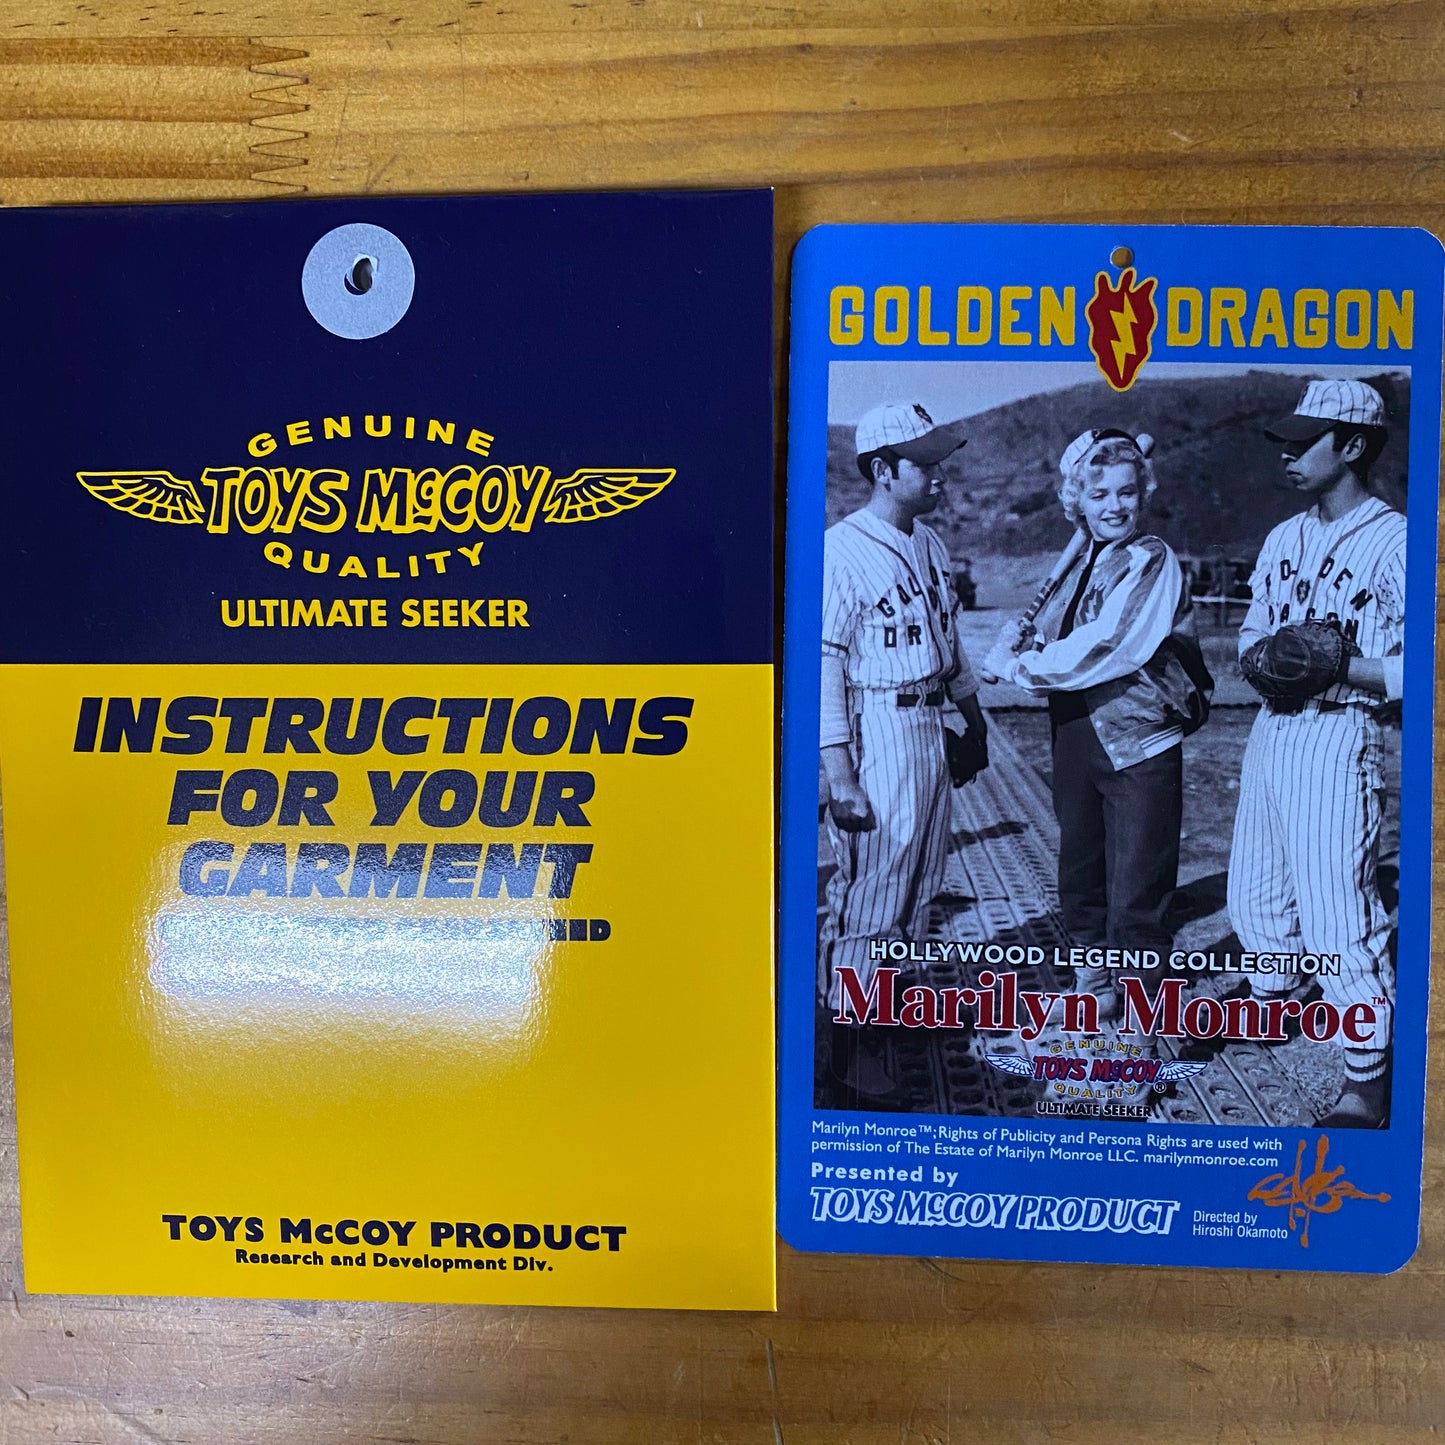 GENUINE
TOYS McCOY
QUALITY
ULTIMATE SEEKER
INSTRUCTIONS
FOR YOUR
GARMENT
TOYS McCOY PRODUCT
Research and Development Div.
GOLDEN DRAGON
GOLDEN
DRAGON
HOLLYWOOD LEGEND COLLECTION
Marilyn Monroe™
GENUINE
TOYS McCOY
QUALITY ®
ULTIMATE SEEKER
Marilyn Monroe™; Rights of Publicity and Persona Rights are used with
permission of The Estate of Marilyn Monroe LLC. marilynmonroe.com
Presented by
TOYS McCOY PRODUCT
Directed by
Hiroshi Okamoto